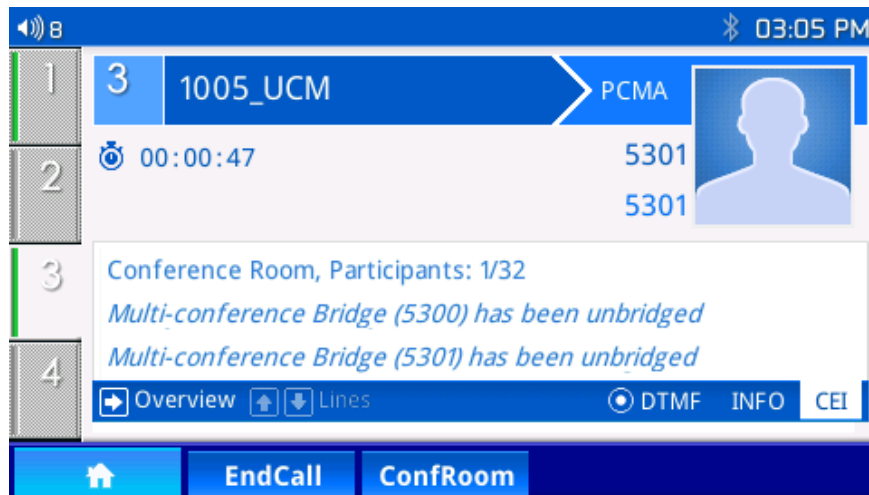 8 03:05 PM
1 3 1005_UCM PCMA
00:00:47 5301
2 5301
3 Conference Room, Participants: 1/32
Multi-conference Bridge (5300) has been unbridged
Multi-conference Bridge (5301) has been unbridged
4
Overview Lines DTMF INFO CEI
EndCall ConfRoom